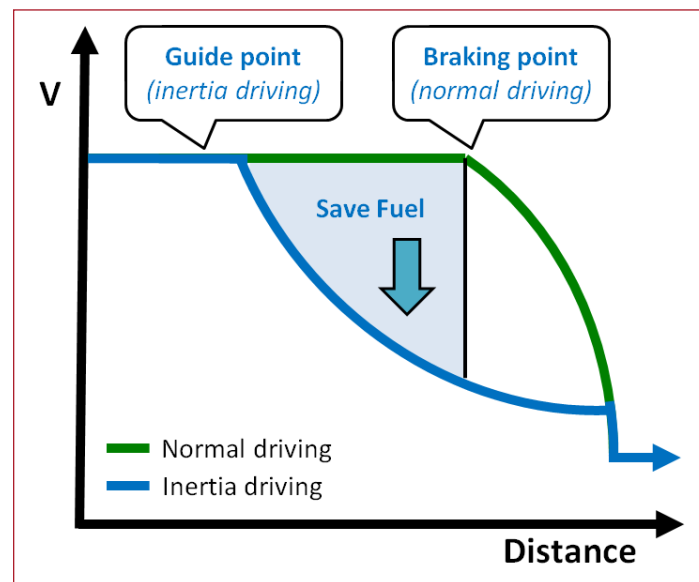 Guide point
(inertia driving)
Braking point
(normal driving)
V
Save Fuel
Normal driving
Inertia driving
Distance